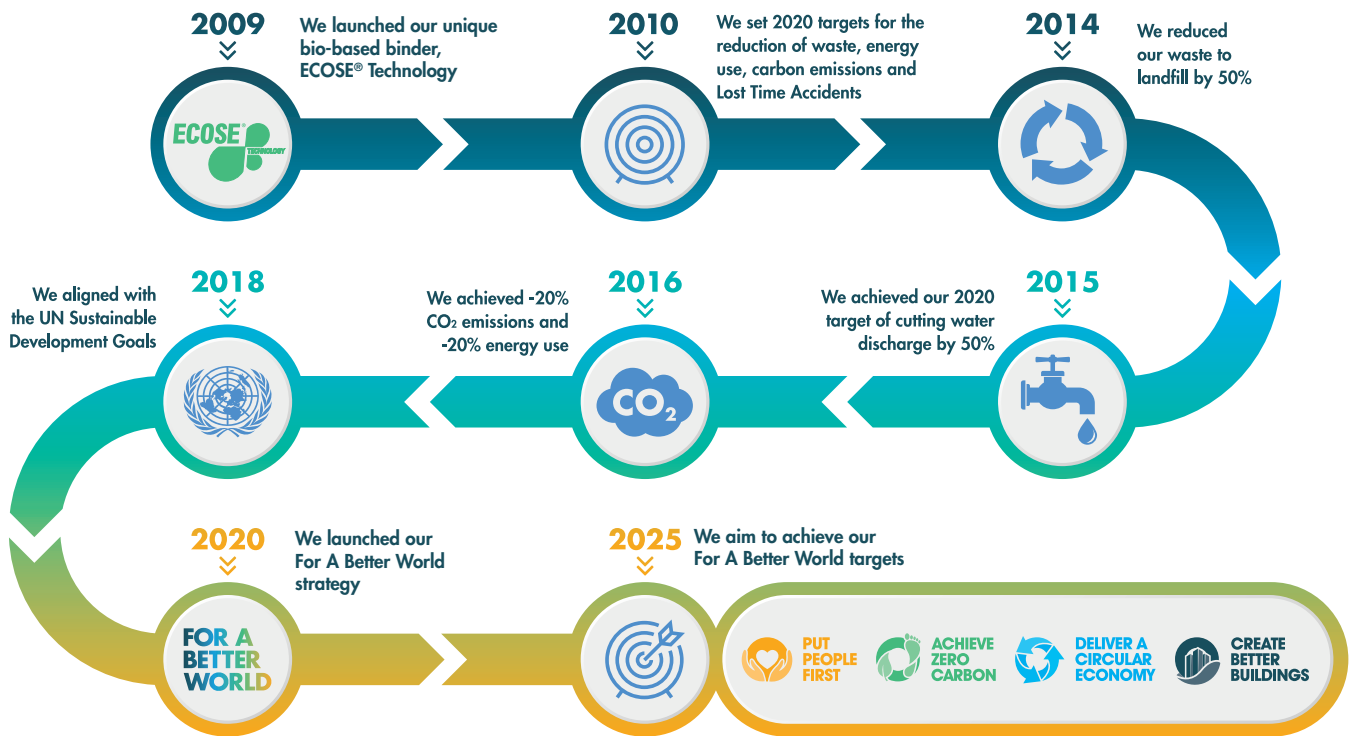 2009
We launched our unique
bio-based binder,
ECOSE® Technology
ECOSE®
TECHNOLOGY
2010
We set 2020 targets for the
reduction of waste, energy
use, carbon emissions and
Lost Time Accidents
2014
We reduced
our waste to
landfill by 50%
2015
We achieved our 2020
target of cutting water
discharge by 50%
2016
We achieved -20%
CO₂ emissions and
-20% energy use
CO₂
2018
We aligned with
the UN Sustainable
Development Goals
2020
We launched our
For A Better World
strategy
FOR A
BETTER
WORLD
2025
We aim to achieve our
For A Better World targets
PUT
PEOPLE
FIRST
ACHIEVE
ZERO
CARBON
DELIVER A
CIRCULAR
ECONOMY
CREATE
BETTER
BUILDINGS